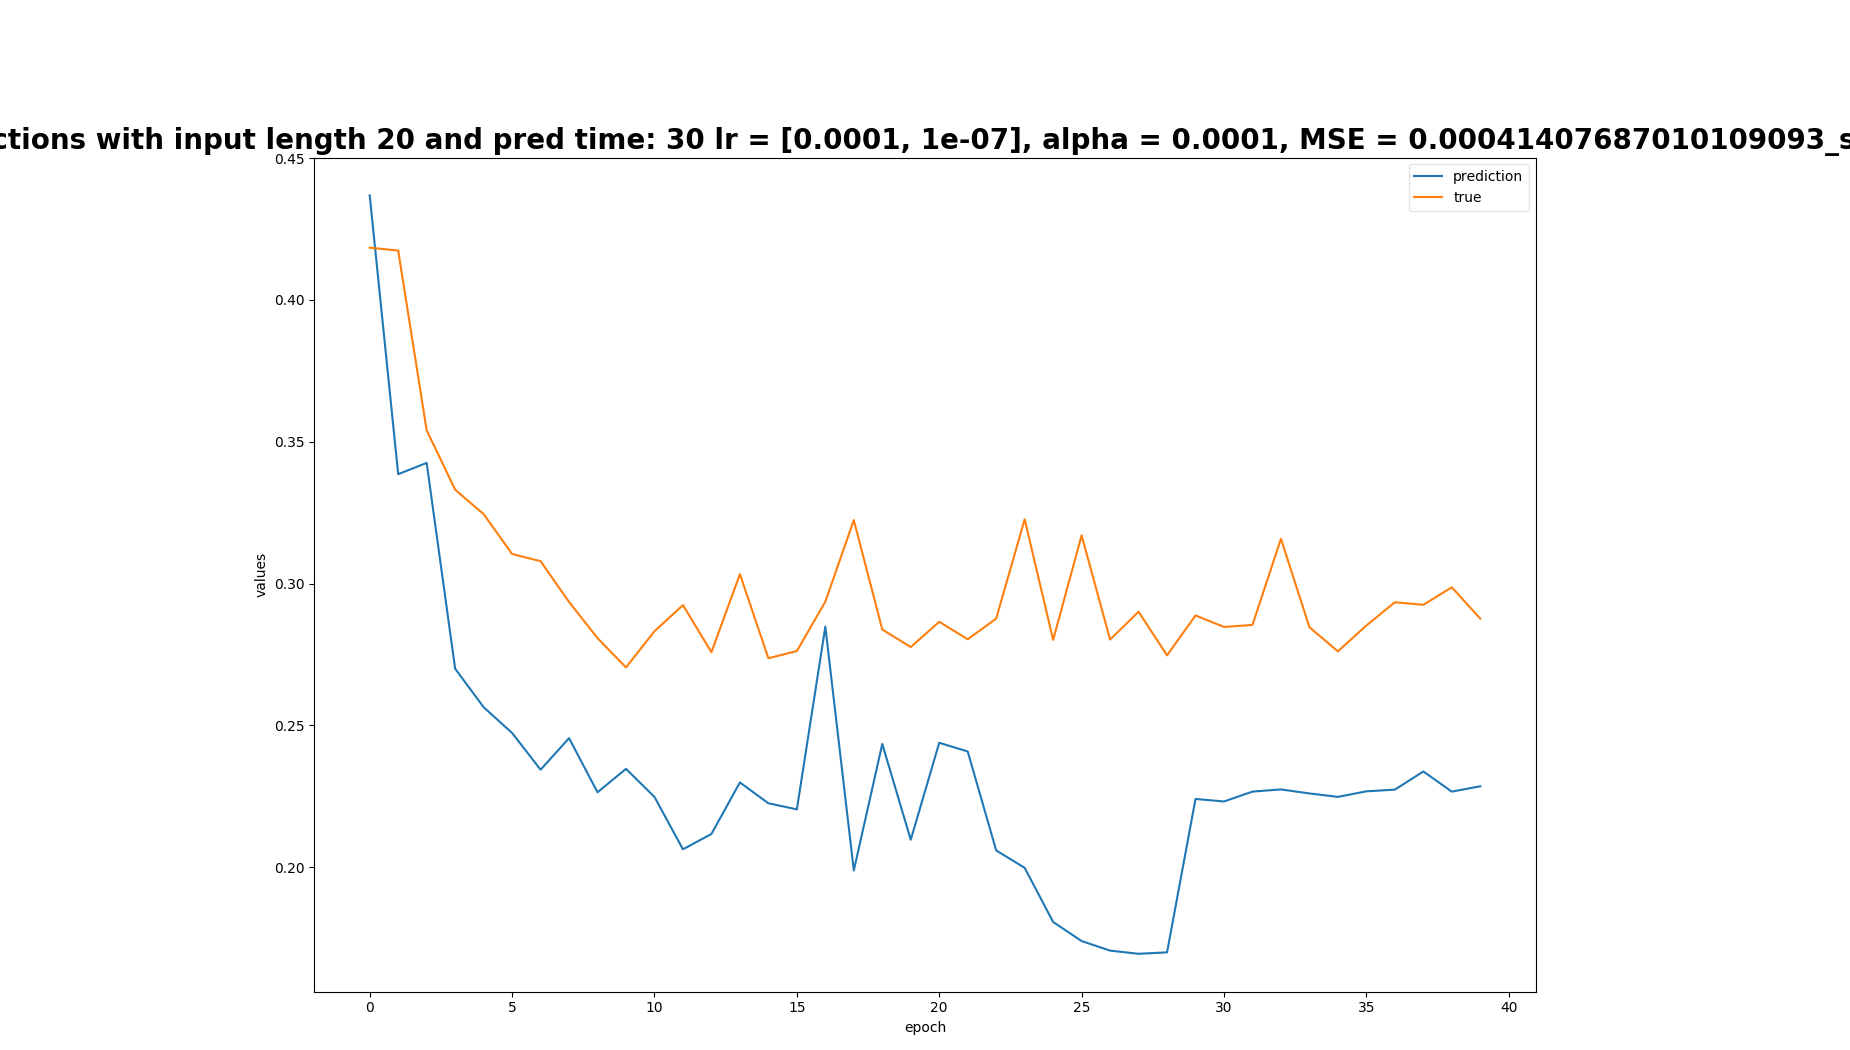 ctions with input length 20 and pred time: 30 lr = [0.0001, 1e-07], alpha = 0.0001, MSE = 0.00041407687010109093_s
prediction
true
0.45
0.40
0.35
0.30
0.25
0.20
values
0 5 10 15 20 25 30 35 40
epoch